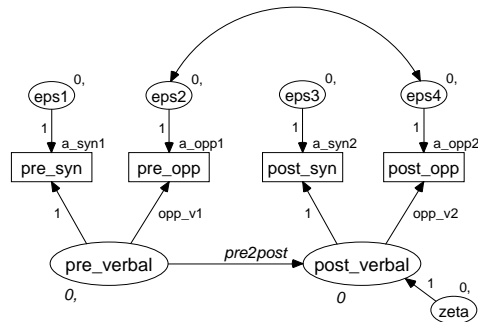 0, 0, 0, 0,
eps1 eps2 eps3 eps4
1 1 1 1
a_syn1 a_opp1 a_syn2 a_opp2
pre_syn pre_opp post_syn post_opp
1 opp_v1 1 opp_v2
pre2post
pre_verbal post_verbal
0, 0 1 0,
zeta